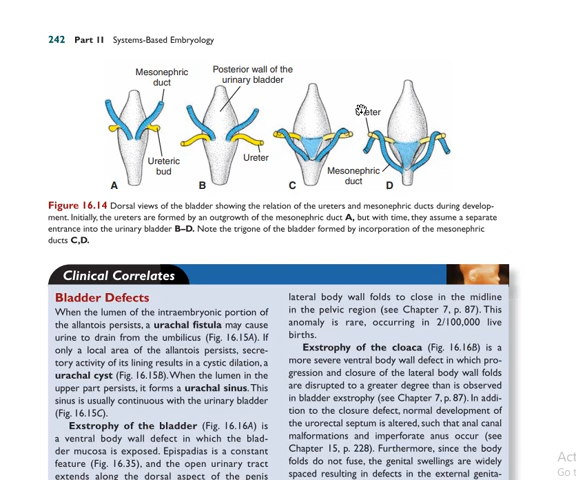 242 Part II Systems-Based Embryology
Mesonephric
duct
Posterior wall of the
urinary bladder
Ureteric
bud
Ureter
Mesonephric
duct
A
B
C
D
Figure 16.14 Dorsal views of the bladder showing the relation of the ureters and mesonephric ducts during develop-
ment. Initially, the ureters are formed by an outgrowth of the mesonephric duct A, but with time, they assume a separate
entrance into the urinary bladder B–D. Note the trigone of the bladder formed by incorporation of the mesonephric
ducts C,D.
Clinical Correlates
Bladder Defects
When the lumen of the intraembryonic portion of
the allantois persists, a urachal fistula may cause
urine to drain from the umbilicus (Fig. 16.15A). If
only a local area of the allantois persists, secre-
tory activity of its lining results in a cystic dilation, a
urachal cyst (Fig. 16.15B). When the lumen in the
upper part persists, it forms a urachal sinus. This
sinus is usually continuous with the urinary bladder
(Fig. 16.15C).
Exstrophy of the bladder (Fig. 16.16A) is
a ventral body wall defect in which the blad-
der mucosa is exposed. Epispadias is a constant
feature (Fig. 16.35), and the open urinary tract
extends along the dorsal aspect of the penis
lateral body wall folds to close in the midline
in the pelvic region (see Chapter 7, p. 87). This
anomaly is rare, occurring in 2/100,000 live
births.
Exstrophy of the cloaca (Fig. 16.16B) is a
more severe ventral body wall defect in which pro-
gression and closure of the lateral body wall folds
are disrupted to a greater degree than is observed
in bladder exstrophy (see Chapter 7, p. 87). In addi-
tion to the closure defect, normal development of
the urorectal septum is altered, such that anal canal
malformations and imperforate anus occur (see
Chapter 15, p. 228). Furthermore, since the body
folds do not fuse, the genital swellings are widely
spaced resulting in defects in the external genita-
Act
Go t